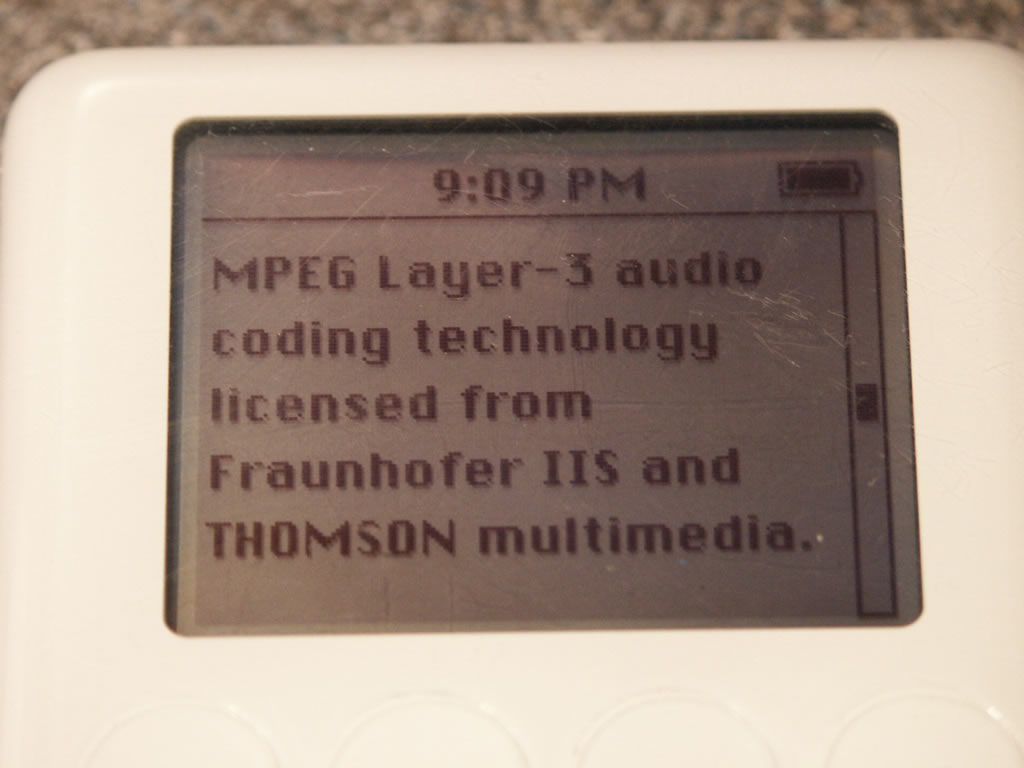 9:09 PM
MPEG Layer-3 audio
coding technology
licensed from
Fraunhofer IIS and
THOMSON multimedia.